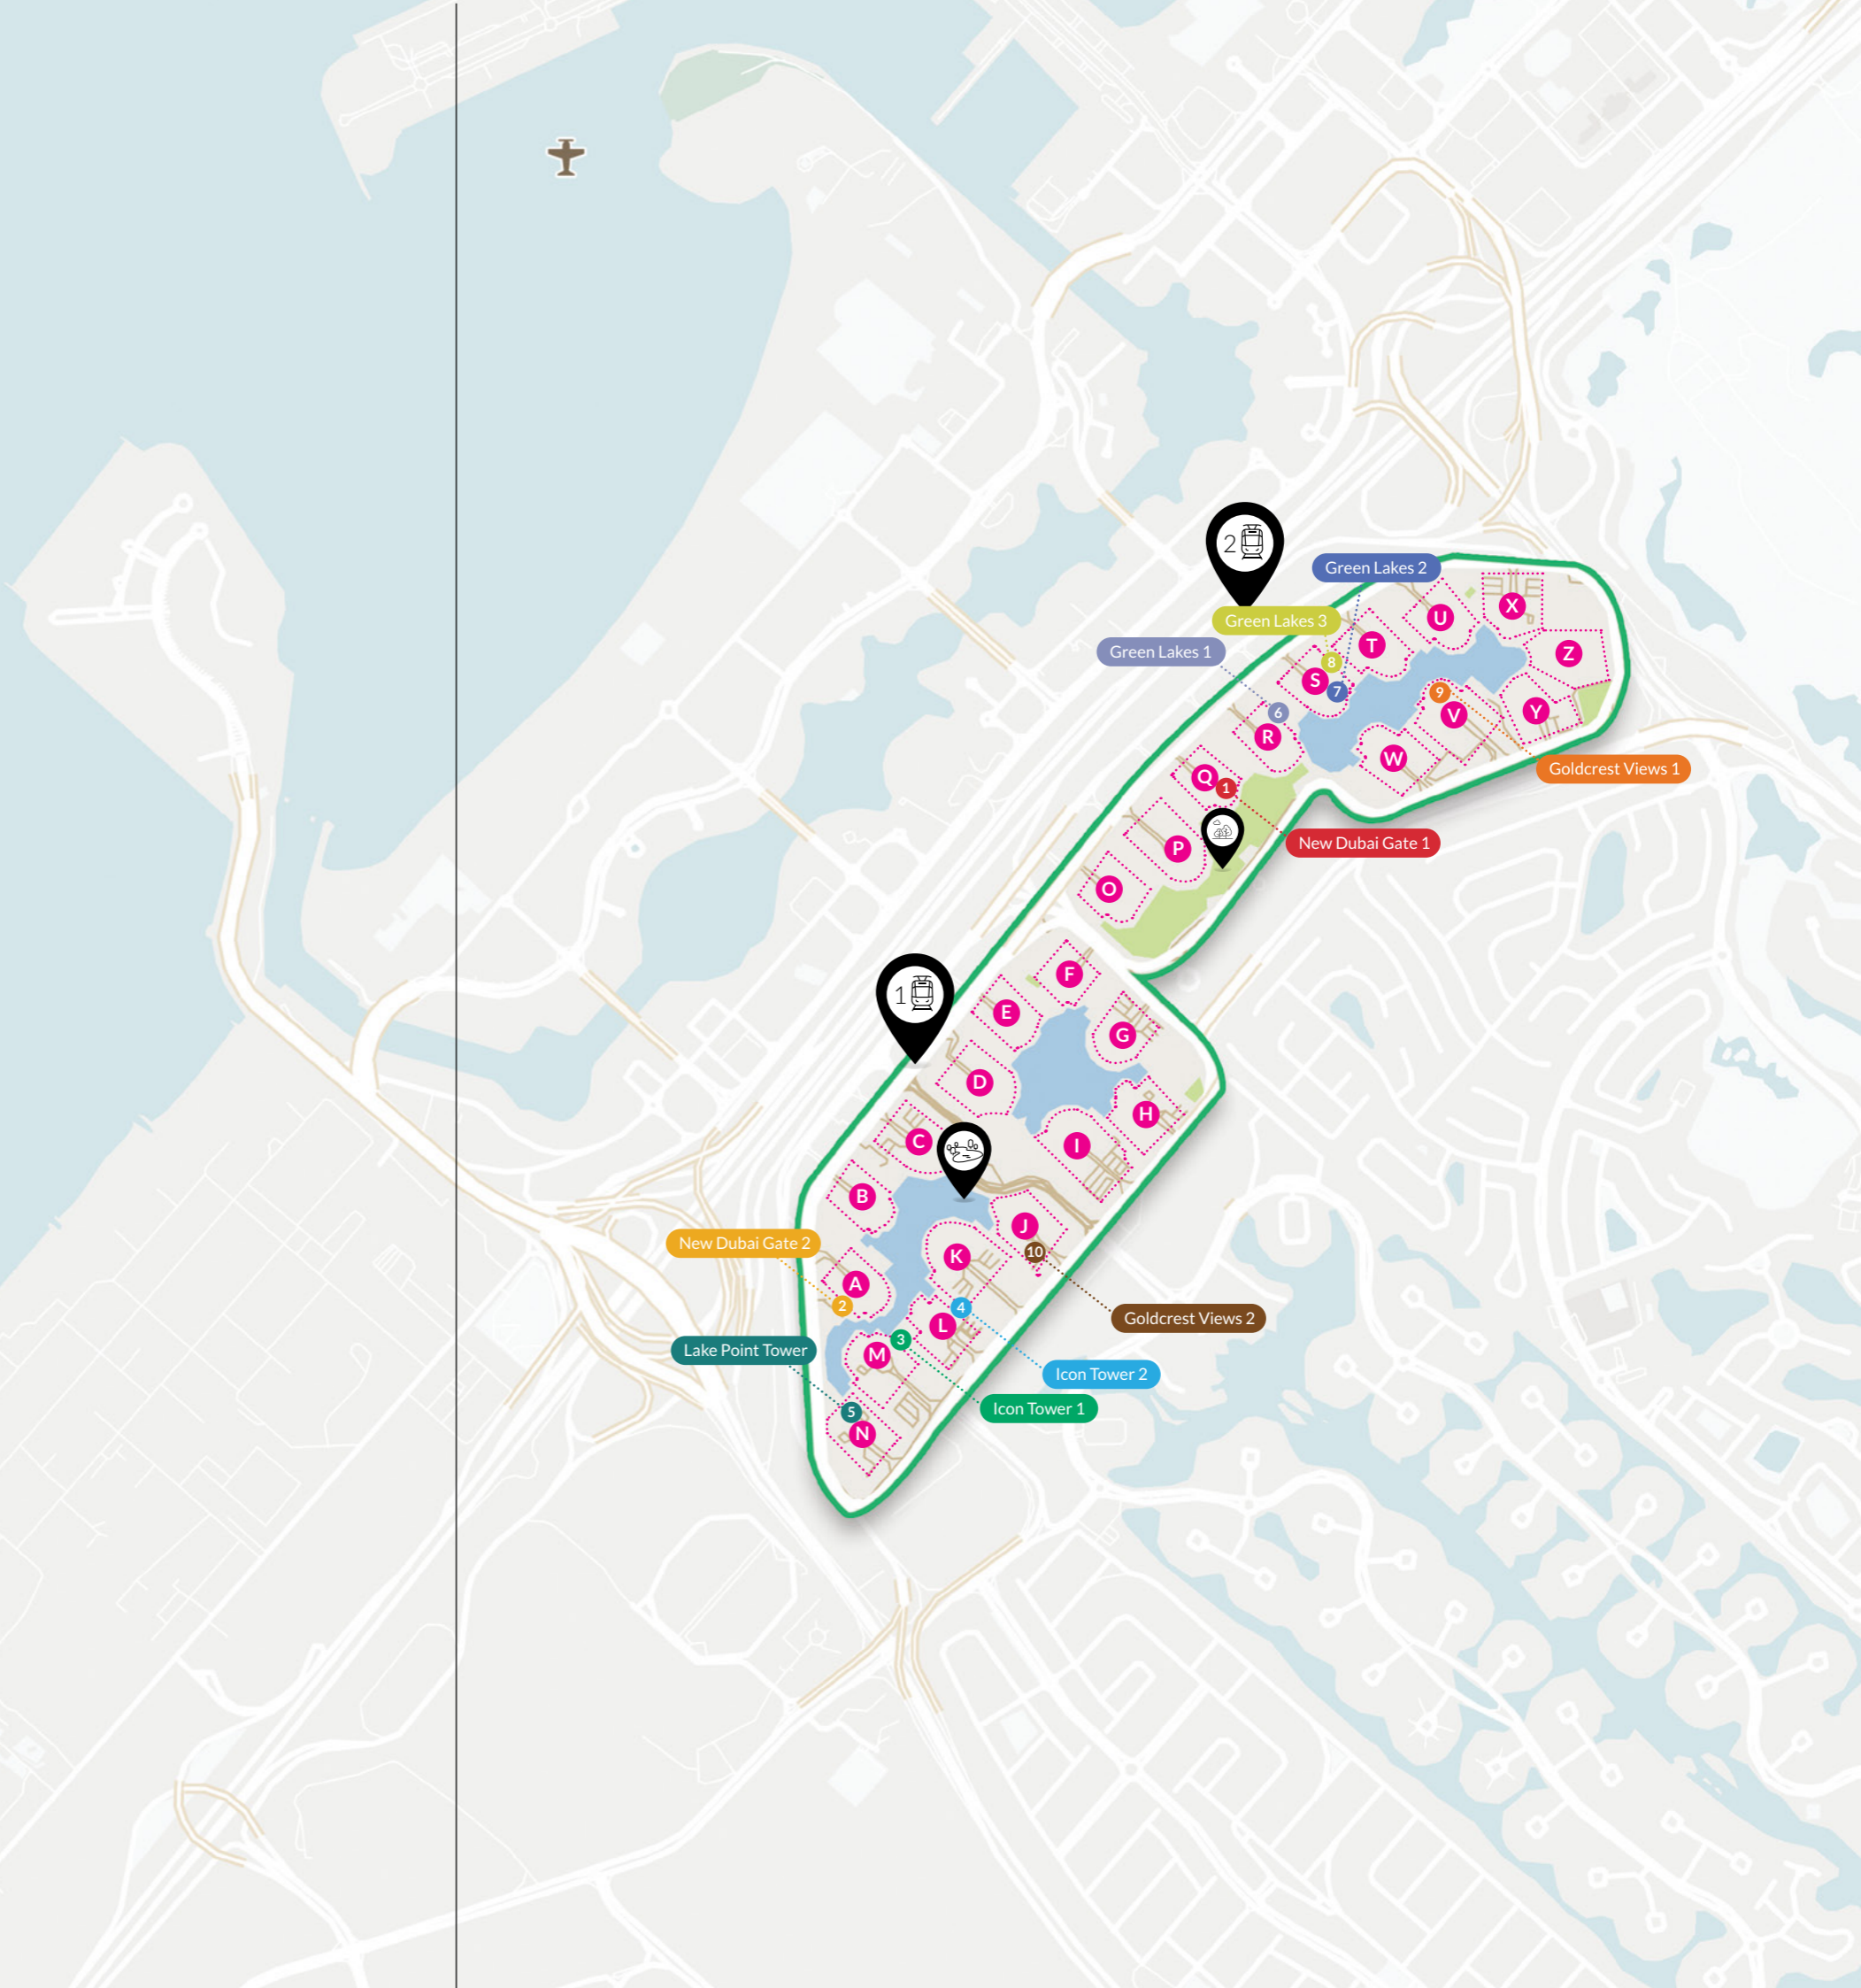 2
Green Lakes 2
Green Lakes 3
Green Lakes 1
X
U
T
Z
8
S
7
9
6
V
Y
R
W
Goldcrest Views 1
Q
1
New Dubai Gate 1
P
O
F
1
E
G
D
H
C
I
B
J
New Dubai Gate 2
K
10
A
2
4
Goldcrest Views 2
L
3
Lake Point Tower
M
Icon Tower 2
Icon Tower 1
5
N